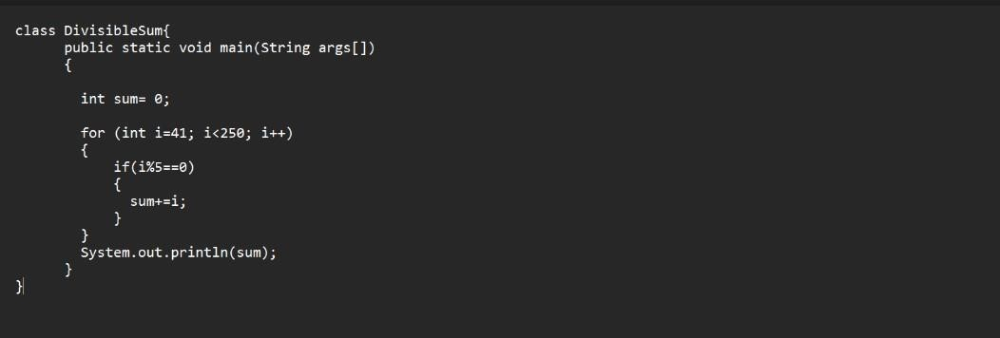 class DivisibleSum{
public static void main(String args[])
{
int sum= 0;
for (int i=41; i<250; i++)
{
if(i%5==0)
{
sum+=i;
}
}
System.out.println(sum);
}
}